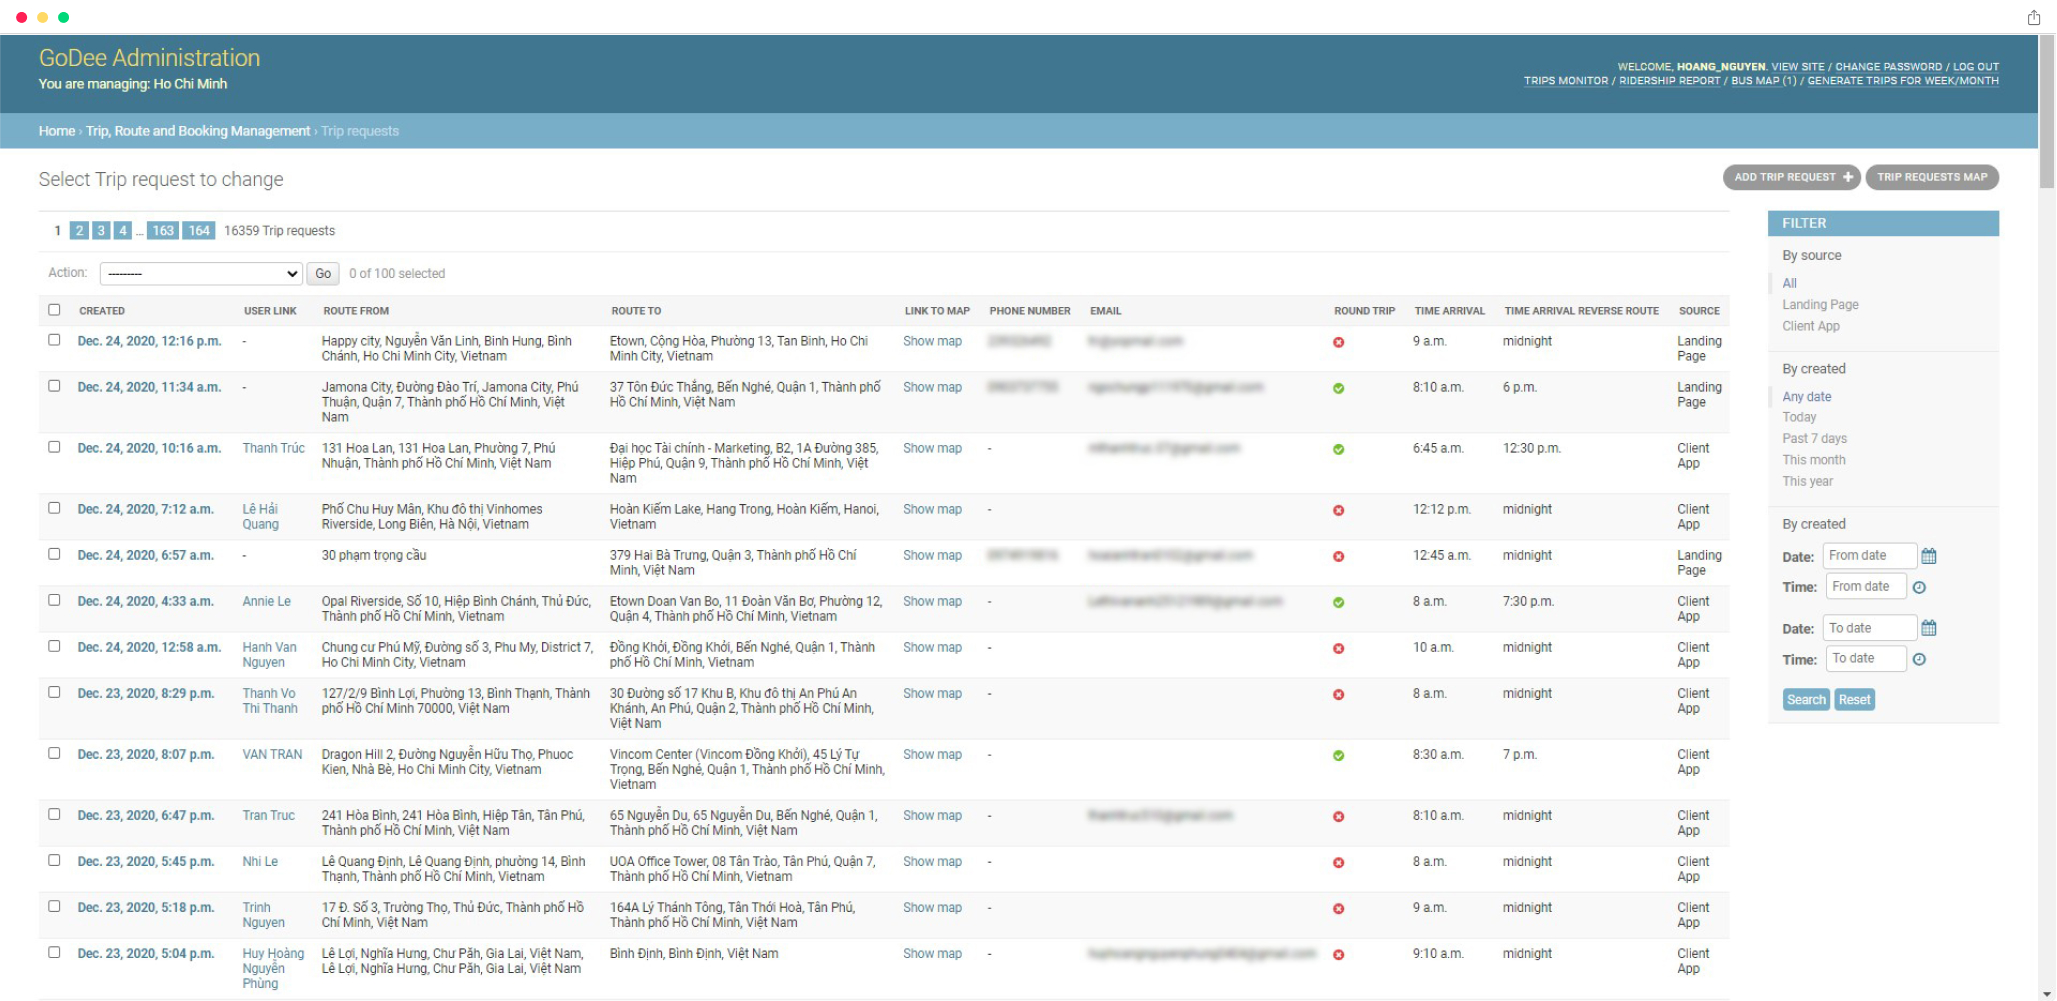 GoDee Administration
You are managing: Ho Chi Minh
WELCOME, HOANG_NGUYEN. VIEW SITE / CHANGE PASSWORD / LOG OUT
TRIPS MONITOR / RIDERSHIP REPORT / BUS MAP (1) / GENERATE TRIPS FOR WEEK/MONTH
Home › Trip, Route and Booking Management › Trip requests
Select Trip request to change
ADD TRIP REQUEST +
TRIP REQUESTS MAP
1 2 3 4 ... 163 164 16359 Trip requests
Action: --------- Go 0 of 100 selected
CREATED USER LINK ROUTE FROM ROUTE TO LINK TO MAP PHONE NUMBER EMAIL ROUND TRIP TIME ARRIVAL TIME ARRIVAL REVERSE ROUTE SOURCE
Dec. 24, 2020, 12:16 p.m. - Happy city, Nguyễn Văn Linh, Binh Hung, Bình Etown, Cộng Hòa, Phường 13, Tan Binh, Ho Chi Show map 9 a.m. midnight Landing
Chánh, Ho Chi Minh City, Vietnam Minh City, Vietnam Page
Dec. 24, 2020, 11:34 a.m. - Jamona City, Đường Đào Trí, Jamona City, Phú 37 Tôn Đức Thắng, Bến Nghé, Quận 1, Thành phố Show map 8:10 a.m. 6 p.m. Landing
Thuận, Quận 7, Thành phố Hồ Chí Minh, Việt Hồ Chí Minh, Việt Nam Page
Nam
Dec. 24, 2020, 10:16 a.m. Thanh Trúc 131 Hoa Lan, 131 Hoa Lan, Phường 7, Phú Đại học Tài chính - Marketing, B2, 1A Đường 385, Show map - 6:45 a.m. 12:30 p.m. Client
Nhuận, Thành phố Hồ Chí Minh, Việt Nam Hiệp Phú, Quận 9, Thành phố Hồ Chí Minh, Việt App
Nam
Dec. 24, 2020, 7:12 a.m. Lê Hải Phố Chu Huy Mân, Khu đô thị Vinhomes Hoàn Kiếm Lake, Hang Trong, Hoàn Kiếm, Hanoi, Show map - 12:12 p.m. midnight Client
Quang Riverside, Long Biên, Hà Nội, Vietnam Vietnam App
Dec. 24, 2020, 6:57 a.m. - 30 phạm trọng cầu 379 Hai Bà Trưng, Quận 3, Thành phố Hồ Chí Show map 12:45 a.m. midnight Landing
Minh, Việt Nam Page
Dec. 24, 2020, 4:33 a.m. Annie Le Opal Riverside, Số 10, Hiệp Bình Chánh, Thủ Đức, Etown Doan Van Bo, 11 Đoàn Văn Bơ, Phường 12, Show map - 8 a.m. 7:30 p.m. Client
Thành phố Hồ Chí Minh, Vietnam Quận 4, Thành phố Hồ Chí Minh, Vietnam App
Dec. 24, 2020, 12:58 a.m. Hanh Van Chung cư Phú Mỹ, Đường số 3, Phu My, District 7, Đồng Khởi, Đồng Khởi, Bến Nghé, Quận 1, Thành Show map - 10 a.m. midnight Client
Nguyen Ho Chi Minh City, Vietnam phố Hồ Chí Minh, Vietnam App
Dec. 23, 2020, 8:29 p.m. Thanh Vo 127/2/9 Bình Lợi, Phường 13, Bình Thạnh, Thành 30 Đường số 17 Khu B, Khu đô thị An Phú An Show map - 8 a.m. midnight Client
Thi Thanh phố Hồ Chí Minh 70000, Việt Nam Khánh, An Phú, Quận 2, Thành phố Hồ Chí Minh, App
Việt Nam
Dec. 23, 2020, 8:07 p.m. VAN TRAN Dragon Hill 2, Đường Nguyễn Hữu Thọ, Phuoc Vincom Center (Vincom Đồng Khởi), 45 Lý Tự Show map - 8:30 a.m. 7 p.m. Client
Kien, Nhà Bè, Ho Chi Minh City, Vietnam Trọng, Bến Nghé, Quận 1, Thành phố Hồ Chí Minh, App
Vietnam
Dec. 23, 2020, 6:47 p.m. Tran Truc 241 Hòa Bình, 241 Hòa Bình, Hiệp Tân, Tân Phú, 65 Nguyễn Du, 65 Nguyễn Du, Bến Nghé, Quận 1, Show map - 8:10 a.m. midnight Client
Thành phố Hồ Chí Minh, Việt Nam Thành phố Hồ Chí Minh, Việt Nam App
Dec. 23, 2020, 5:45 p.m. Nhi Le Lê Quang Định, Lê Quang Định, phường 14, Bình UOA Office Tower, 08 Tân Trào, Tân Phú, Quận 7, Show map - 8 a.m. midnight Client
Thạnh, Thành phố Hồ Chí Minh, Vietnam Thành phố Hồ Chí Minh, Vietnam App
Dec. 23, 2020, 5:18 p.m. Trinh 17 Đ. Số 3, Trường Thọ, Thủ Đức, Thành phố Hồ 164A Lý Thánh Tông, Tân Thới Hoà, Tân Phú, Show map - 9 a.m. midnight Client
Nguyen Chí Minh, Việt Nam Thành phố Hồ Chí Minh, Việt Nam App
Dec. 23, 2020, 5:04 p.m. Huy Hoàng Lê Lợi, Nghĩa Hưng, Chư Păh, Gia Lai, Việt Nam, Bình Định, Bình Định, Việt Nam Show map - 9:10 a.m. midnight Client
Nguyễn Lê Lợi, Nghĩa Hưng, Chư Păh, Gia Lai, Việt Nam App
Phùng
FILTER
By source
All
Landing Page
Client App
By created
Any date
Today
Past 7 days
This month
This year
By created
Date: From date
Time: From date
Date: To date
Time: To date
Search Reset